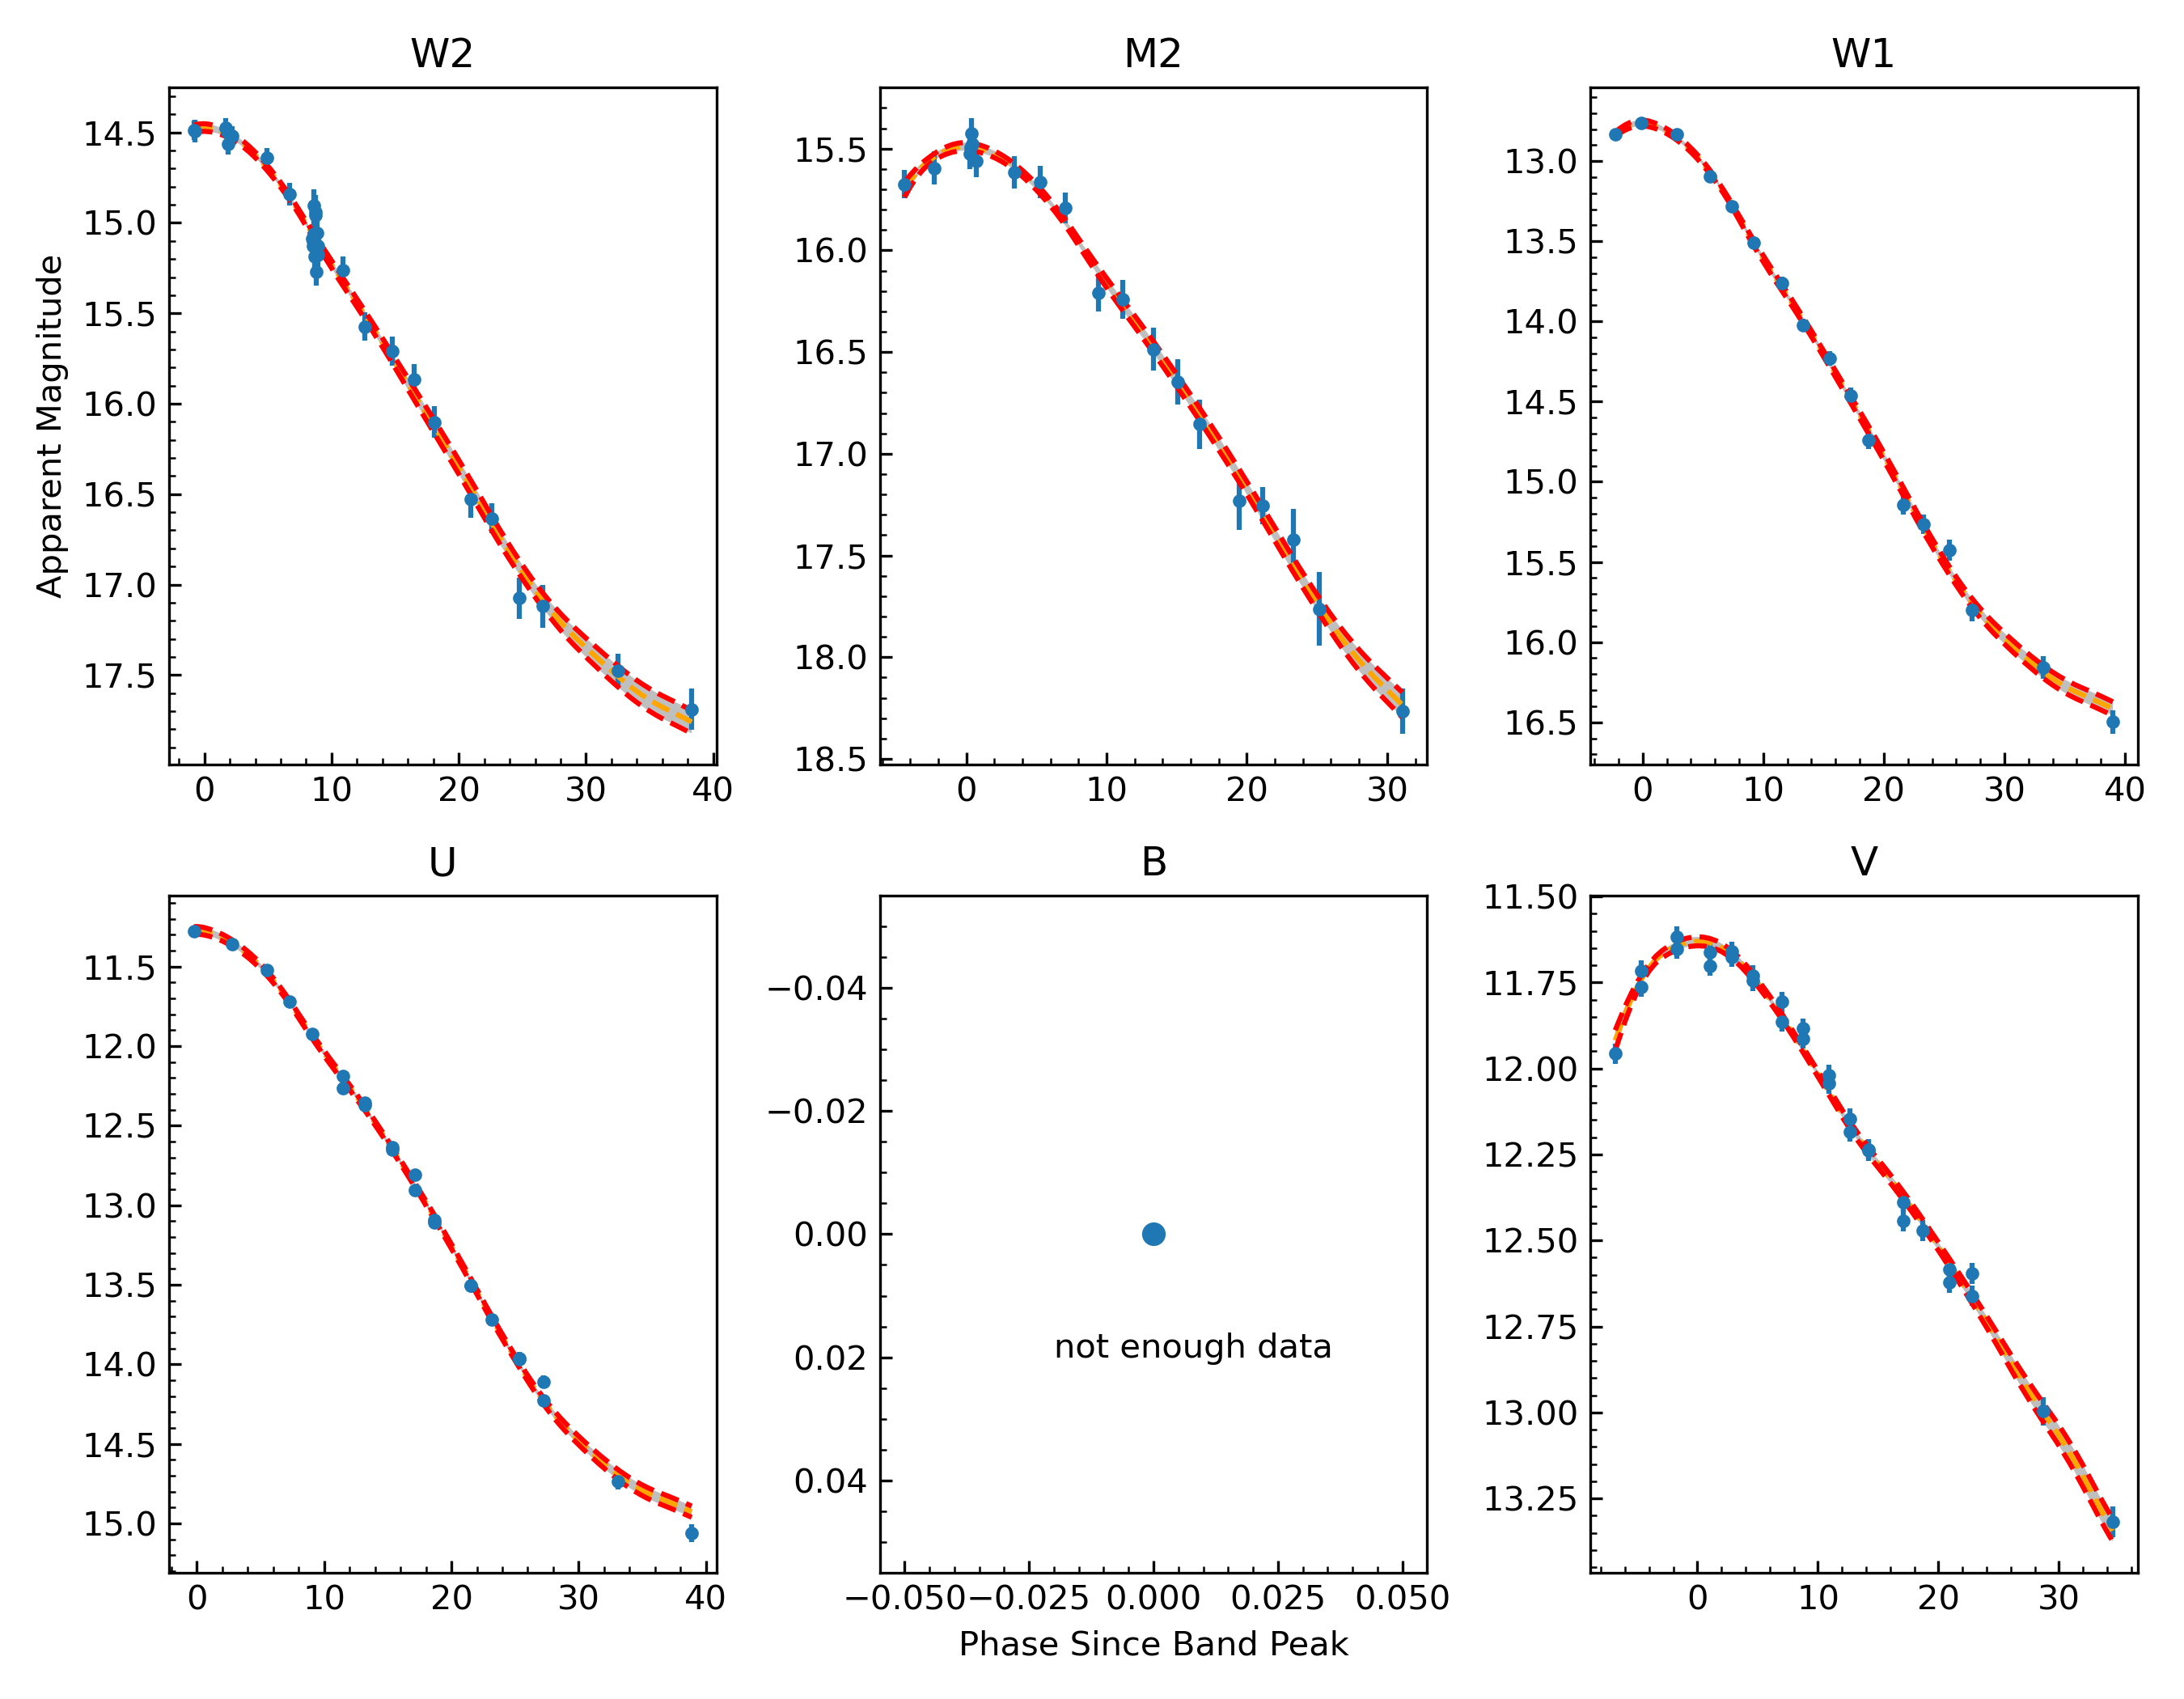 W2
M2
W1
Apparent Magnitude
14.5
15.0
15.5
16.0
16.5
17.0
17.5
0 10 20 30 40
15.5
16.0
16.5
17.0
17.5
18.0
18.5
0 10 20 30
13.0
13.5
14.0
14.5
15.0
15.5
16.0
16.5
0 10 20 30 40
U
B
V
11.5
12.0
12.5
13.0
13.5
14.0
14.5
15.0
0 10 20 30 40
−0.04
−0.02
0.00
0.02
0.04
not enough data
−0.050 −0.025 0.000 0.025 0.050
11.50
11.75
12.00
12.25
12.50
12.75
13.00
13.25
0 10 20 30
Phase Since Band Peak